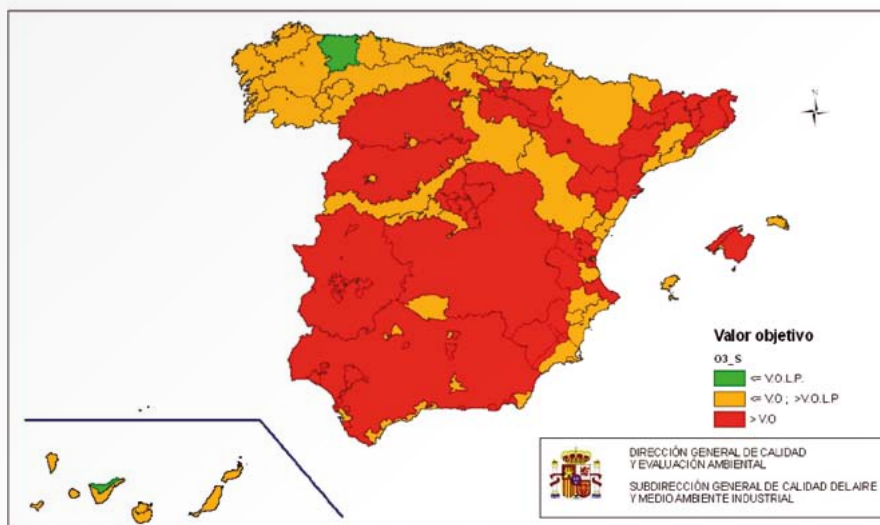 N
Valor objetivo
O3_S
<= V.O.L.P.
<= V.O ; >V.O.L.P
> V.O
DIRECCIÓN GENERAL DE CALIDAD
Y EVALUACIÓN AMBIENTAL
SUBDIRECCIÓN GENERAL DE CALIDAD DEL AIRE
Y MEDIO AMBIENTE INDUSTRIAL